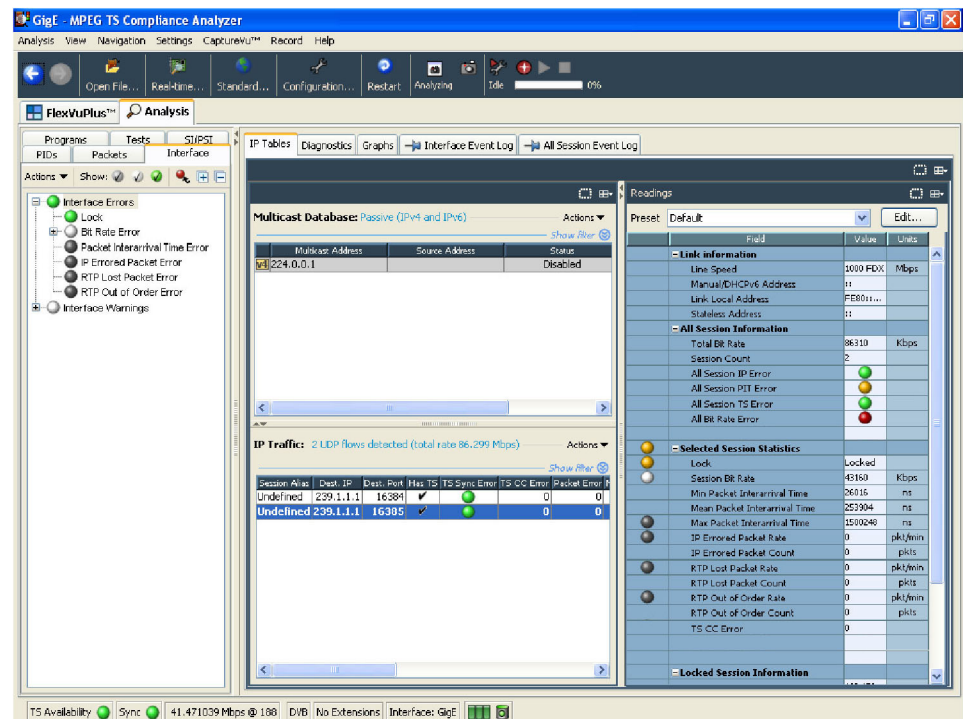 GigE - MPEG TS Compliance Analyzer
Analysis View Navigation Settings CaptureVu™ Record Help
Open File... Real-time... Standard... Configuration... Restart Analyzing Idle 0%
FlexVuPlus™ Analysis
Programs Tests SI/PSI
PIDs Packets Interface
Actions Show:
Interface Errors
Lock
Bit Rate Error
Packet Interarrival Time Error
IP Errored Packet Error
RTP Lost Packet Error
RTP Out of Order Error
Interface Warnings
IP Tables Diagnostics Graphs Interface Event Log All Session Event Log
Multicast Database: Passive (IPv4 and IPv6) Actions
Show filter
Multicast Address Source Address Status
v4 224.0.0.1 Disabled
IP Traffic: 2 UDP flows detected (total rate 86.299 Mbps) Actions
Show filter
Session Alias Dest. IP Dest. Port Has TS TS Sync Error TS CC Error Packet Error
Undefined 239.1.1.1 16384 0 0
Undefined 239.1.1.1 16385 0 0
Readings
Preset Default Edit...
Field Value Units
Link information
Line Speed 1000 FDX Mbps
Manual/DHCPv6 Address ::
Link Local Address FE80::...
Stateless Address ::
All Session Information
Total Bit Rate 86310 Kbps
Session Count 2
All Session IP Error
All Session PIT Error
All Session TS Error
All Bit Rate Error
Selected Session Statistics
Lock Locked
Session Bit Rate 43160 Kbps
Min Packet Interarrival Time 26016 ns
Mean Packet Interarrival Time 253904 ns
Max Packet Interarrival Time 1500248 ns
IP Errored Packet Rate 0 pkt/min
IP Errored Packet Count 0 pkts
RTP Lost Packet Rate 0 pkt/min
RTP Lost Packet Count 0 pkts
RTP Out of Order Rate 0 pkt/min
RTP Out of Order Count 0 pkts
TS CC Error 0
Locked Session Information
TS Availability Sync 41.471039 Mbps @ 188 DVB No Extensions Interface: GigE